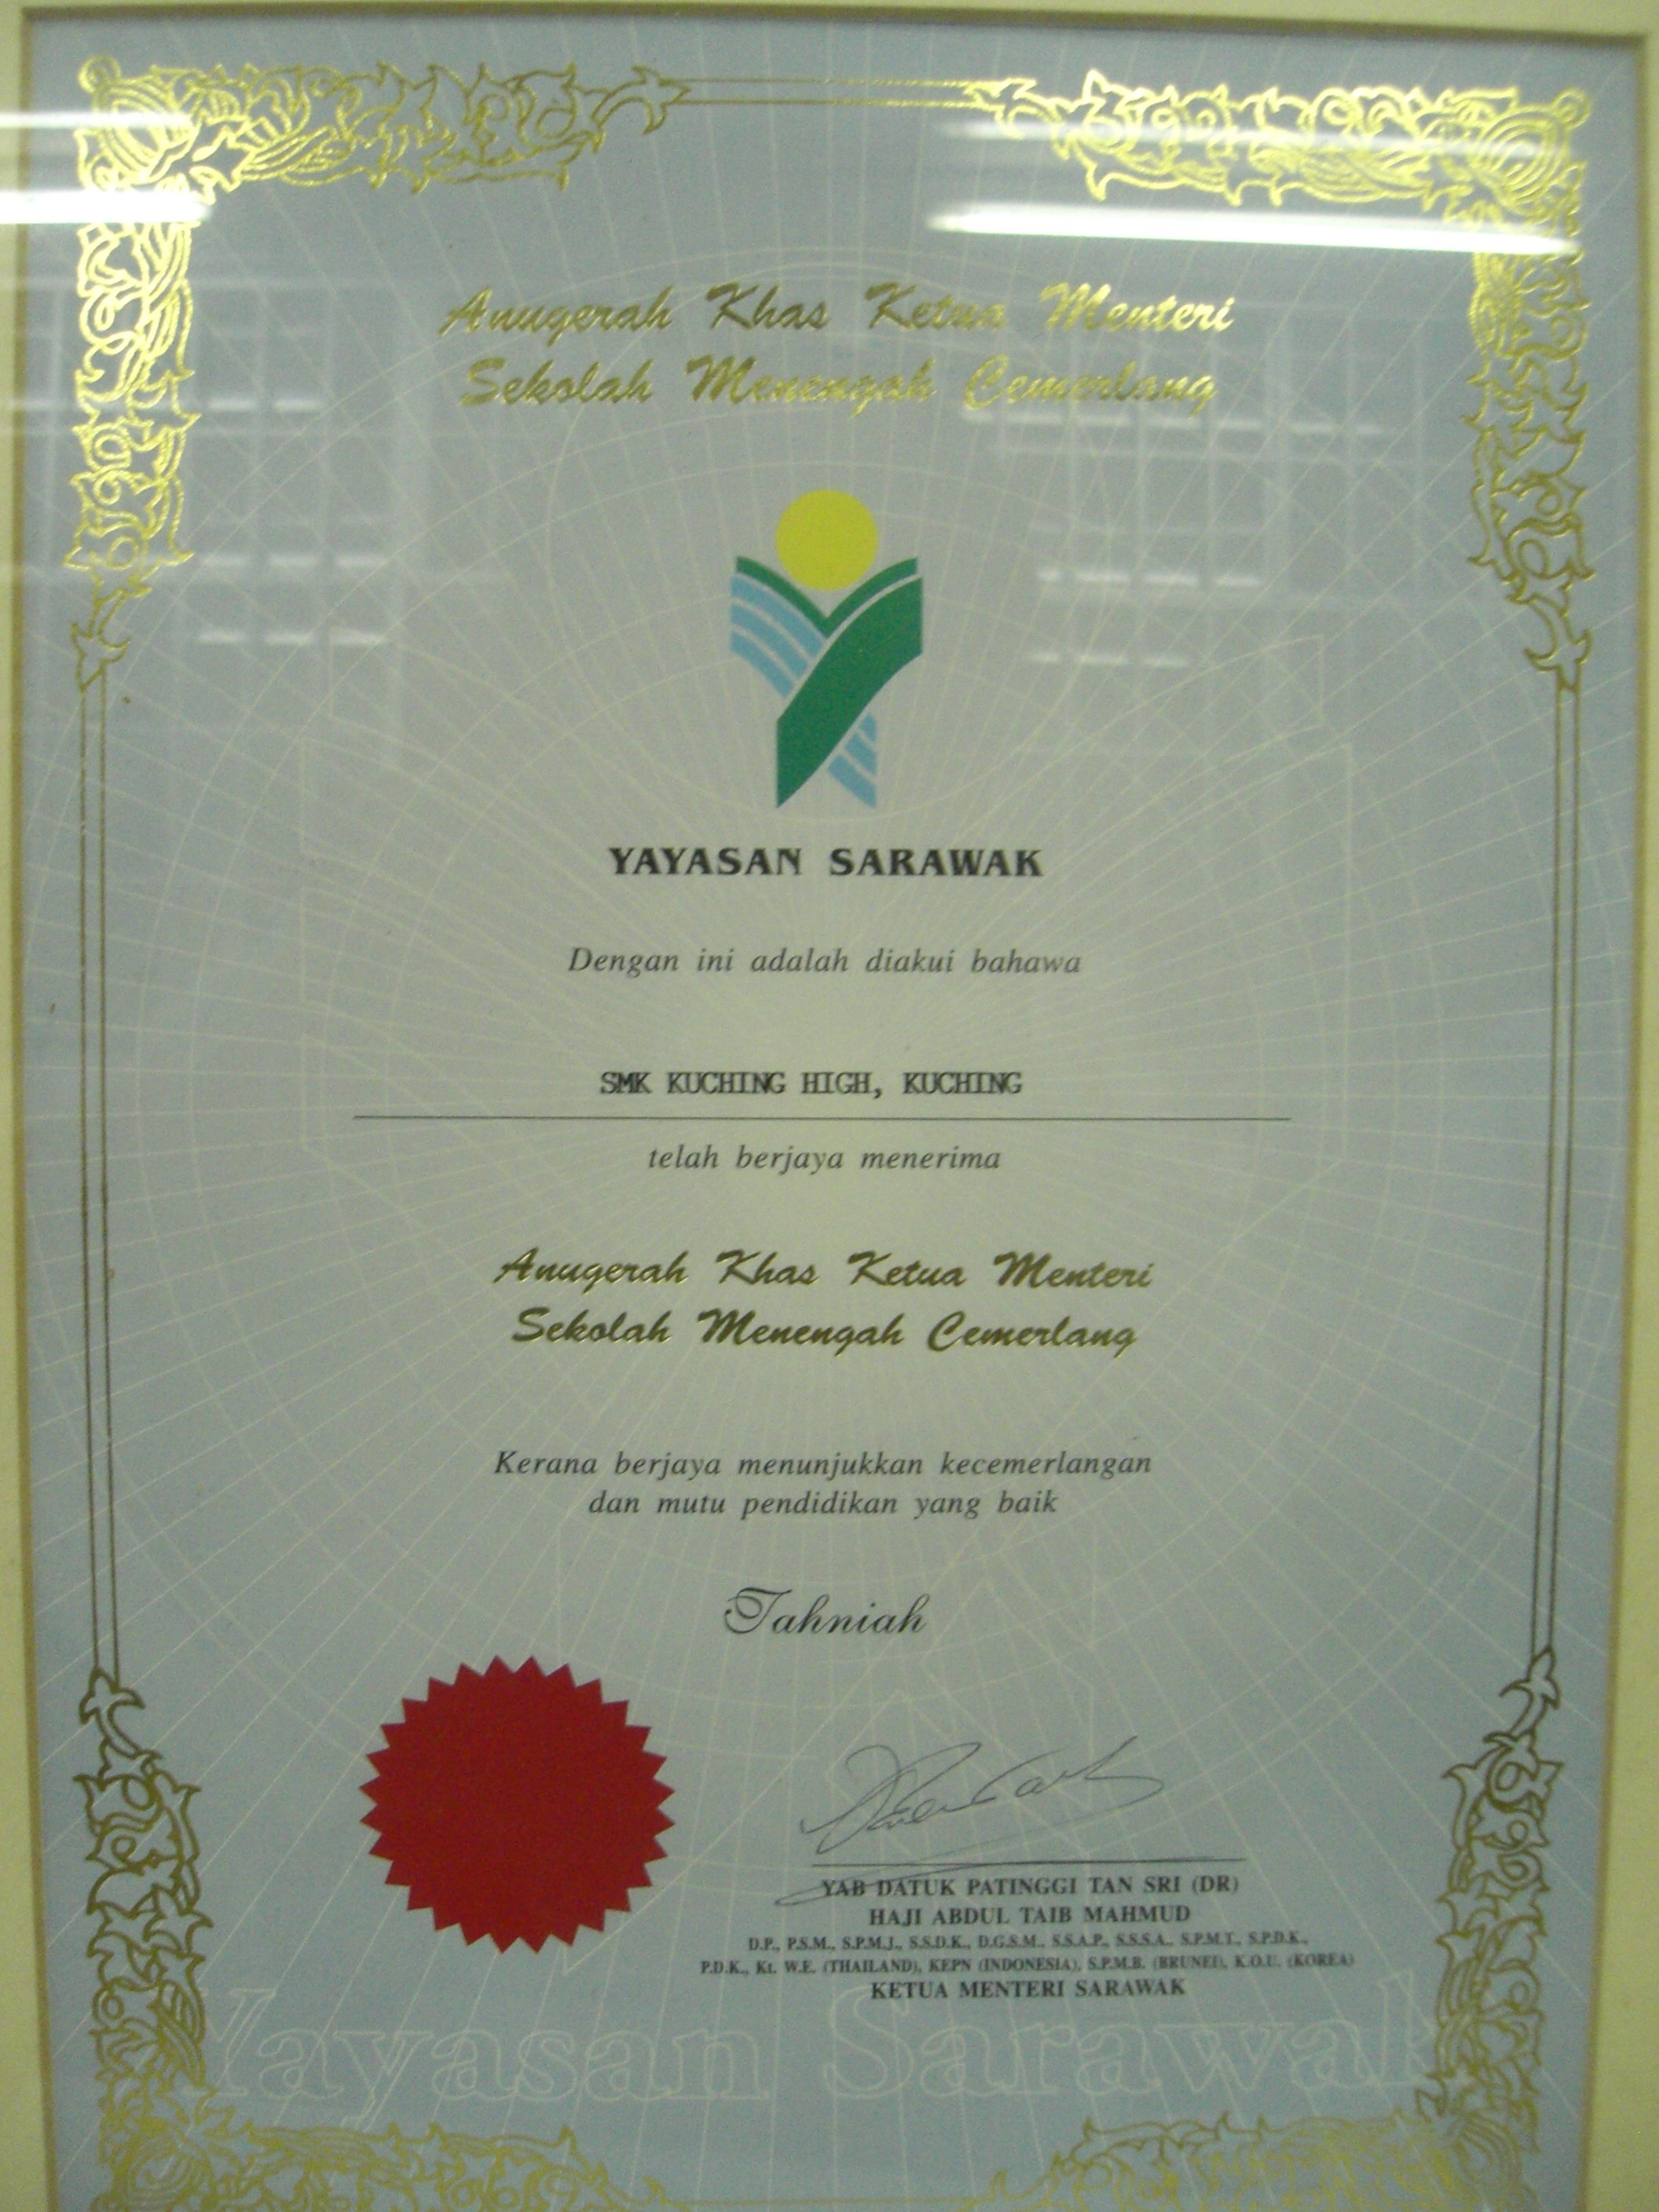 Anugerah Khas Ketua Menteri
Sekolah Menengah Cemerlang
YAYASAN SARAWAK
Dengan ini adalah diakui bahawa
SMK KUCHING HIGH, KUCHING
telah berjaya menerima
Anugerah Khas Ketua Menteri
Sekolah Menengah Cemerlang
Kerana berjaya menunjukkan kecemerlangan
dan mutu pendidikan yang baik
Tahniah
YAB DATUK PATINGGI TAN SRI (DR)
HAJI ABDUL TAIB MAHMUD
D.P., P.S.M., S.P.M.J., S.S.D.K., D.G.S.M., S.S.A.P., S.S.S.A., S.P.M.T., S.P.D.K.,
P.D.K., Kt. W.E. (THAILAND), KEPN (INDONESIA), S.P.M.B. (BRUNEI), K.O.U. (KOREA)
KETUA MENTERI SARAWAK
Yayasan Sarawak